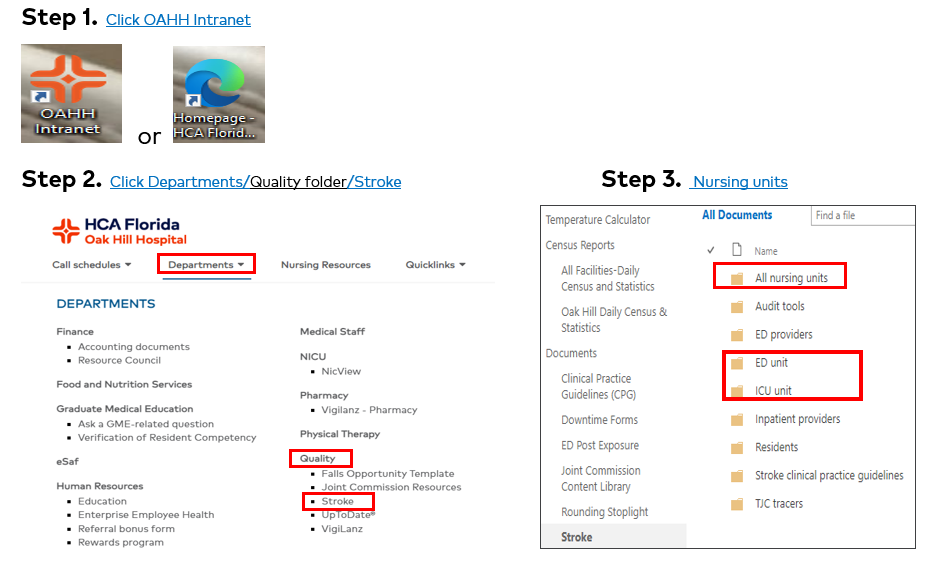 Step 1. Click OAHH Intranet
OAHH
Intranet
or
Homepage -
HCA Florid...
Step 2. Click Departments/Quality folder/Stroke
HCA Florida
Oak Hill Hospital
Call schedules
Departments
Nursing Resources
Quicklinks
DEPARTMENTS
Finance
Accounting documents
Resource Council
Food and Nutrition Services
Graduate Medical Education
Ask a GME-related question
Verification of Resident Competency
eSaf
Human Resources
Education
Enterprise Employee Health
Referral bonus form
Rewards program
Medical Staff
NICU
NicView
Pharmacy
Vigilanz - Pharmacy
Physical Therapy
Quality
Falls Opportunity Template
Joint Commission Resources
Stroke
UpToDate®
VigiLanz
Step 3. Nursing units
Temperature Calculator
Census Reports
All Facilities-Daily
Census and Statistics
Oak Hill Daily Census &
Statistics
Documents
Clinical Practice
Guidelines (CPG)
Downtime Forms
ED Post Exposure
Joint Commission
Content Library
Rounding Stoplight
Stroke
All Documents
Find a file
Name
All nursing units
Audit tools
ED providers
ED unit
ICU unit
Inpatient providers
Residents
Stroke clinical practice guidelines
TJC tracers